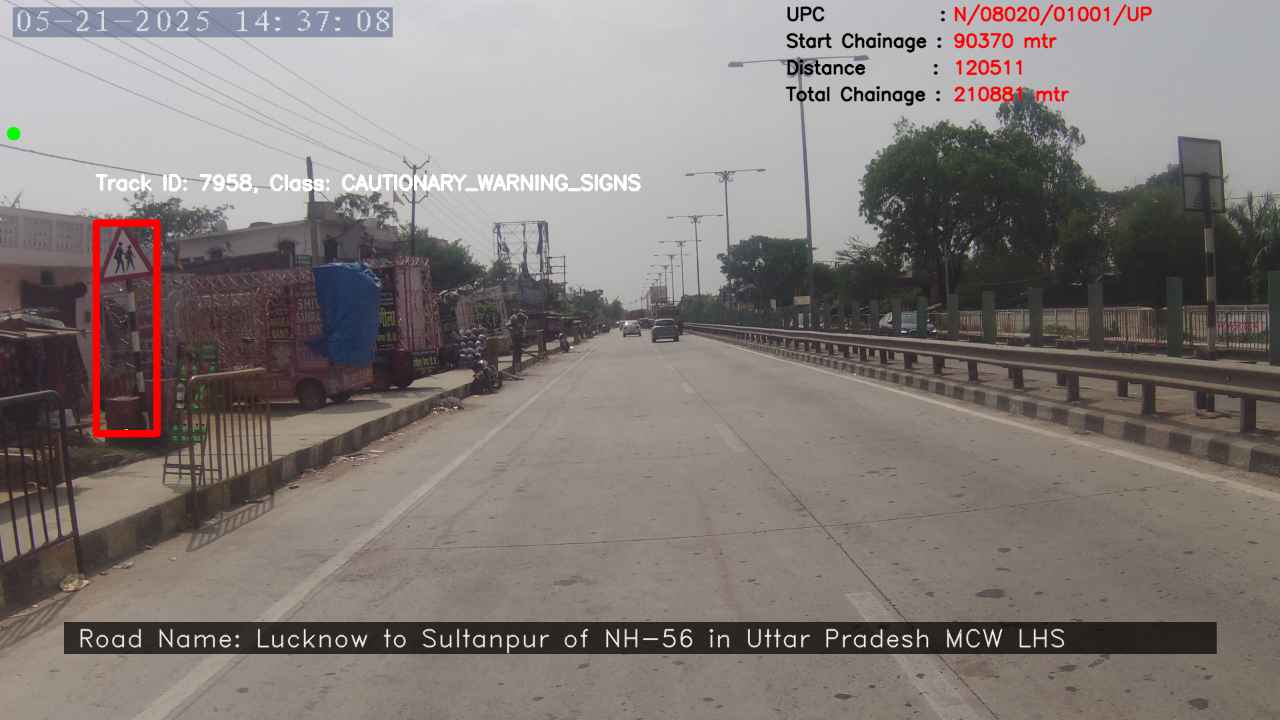 05-21-2025 14:37:08
UPC : N/08020/01001/UP
Start Chainage : 90370 mtr
Distance : 120511
Total Chainage : 210881 mtr
Track ID: 7958, Class: CAUTIONARY_WARNING_SIGNS
Road Name: Lucknow to Sultanpur of NH-56 in Uttar Pradesh MCW LHS